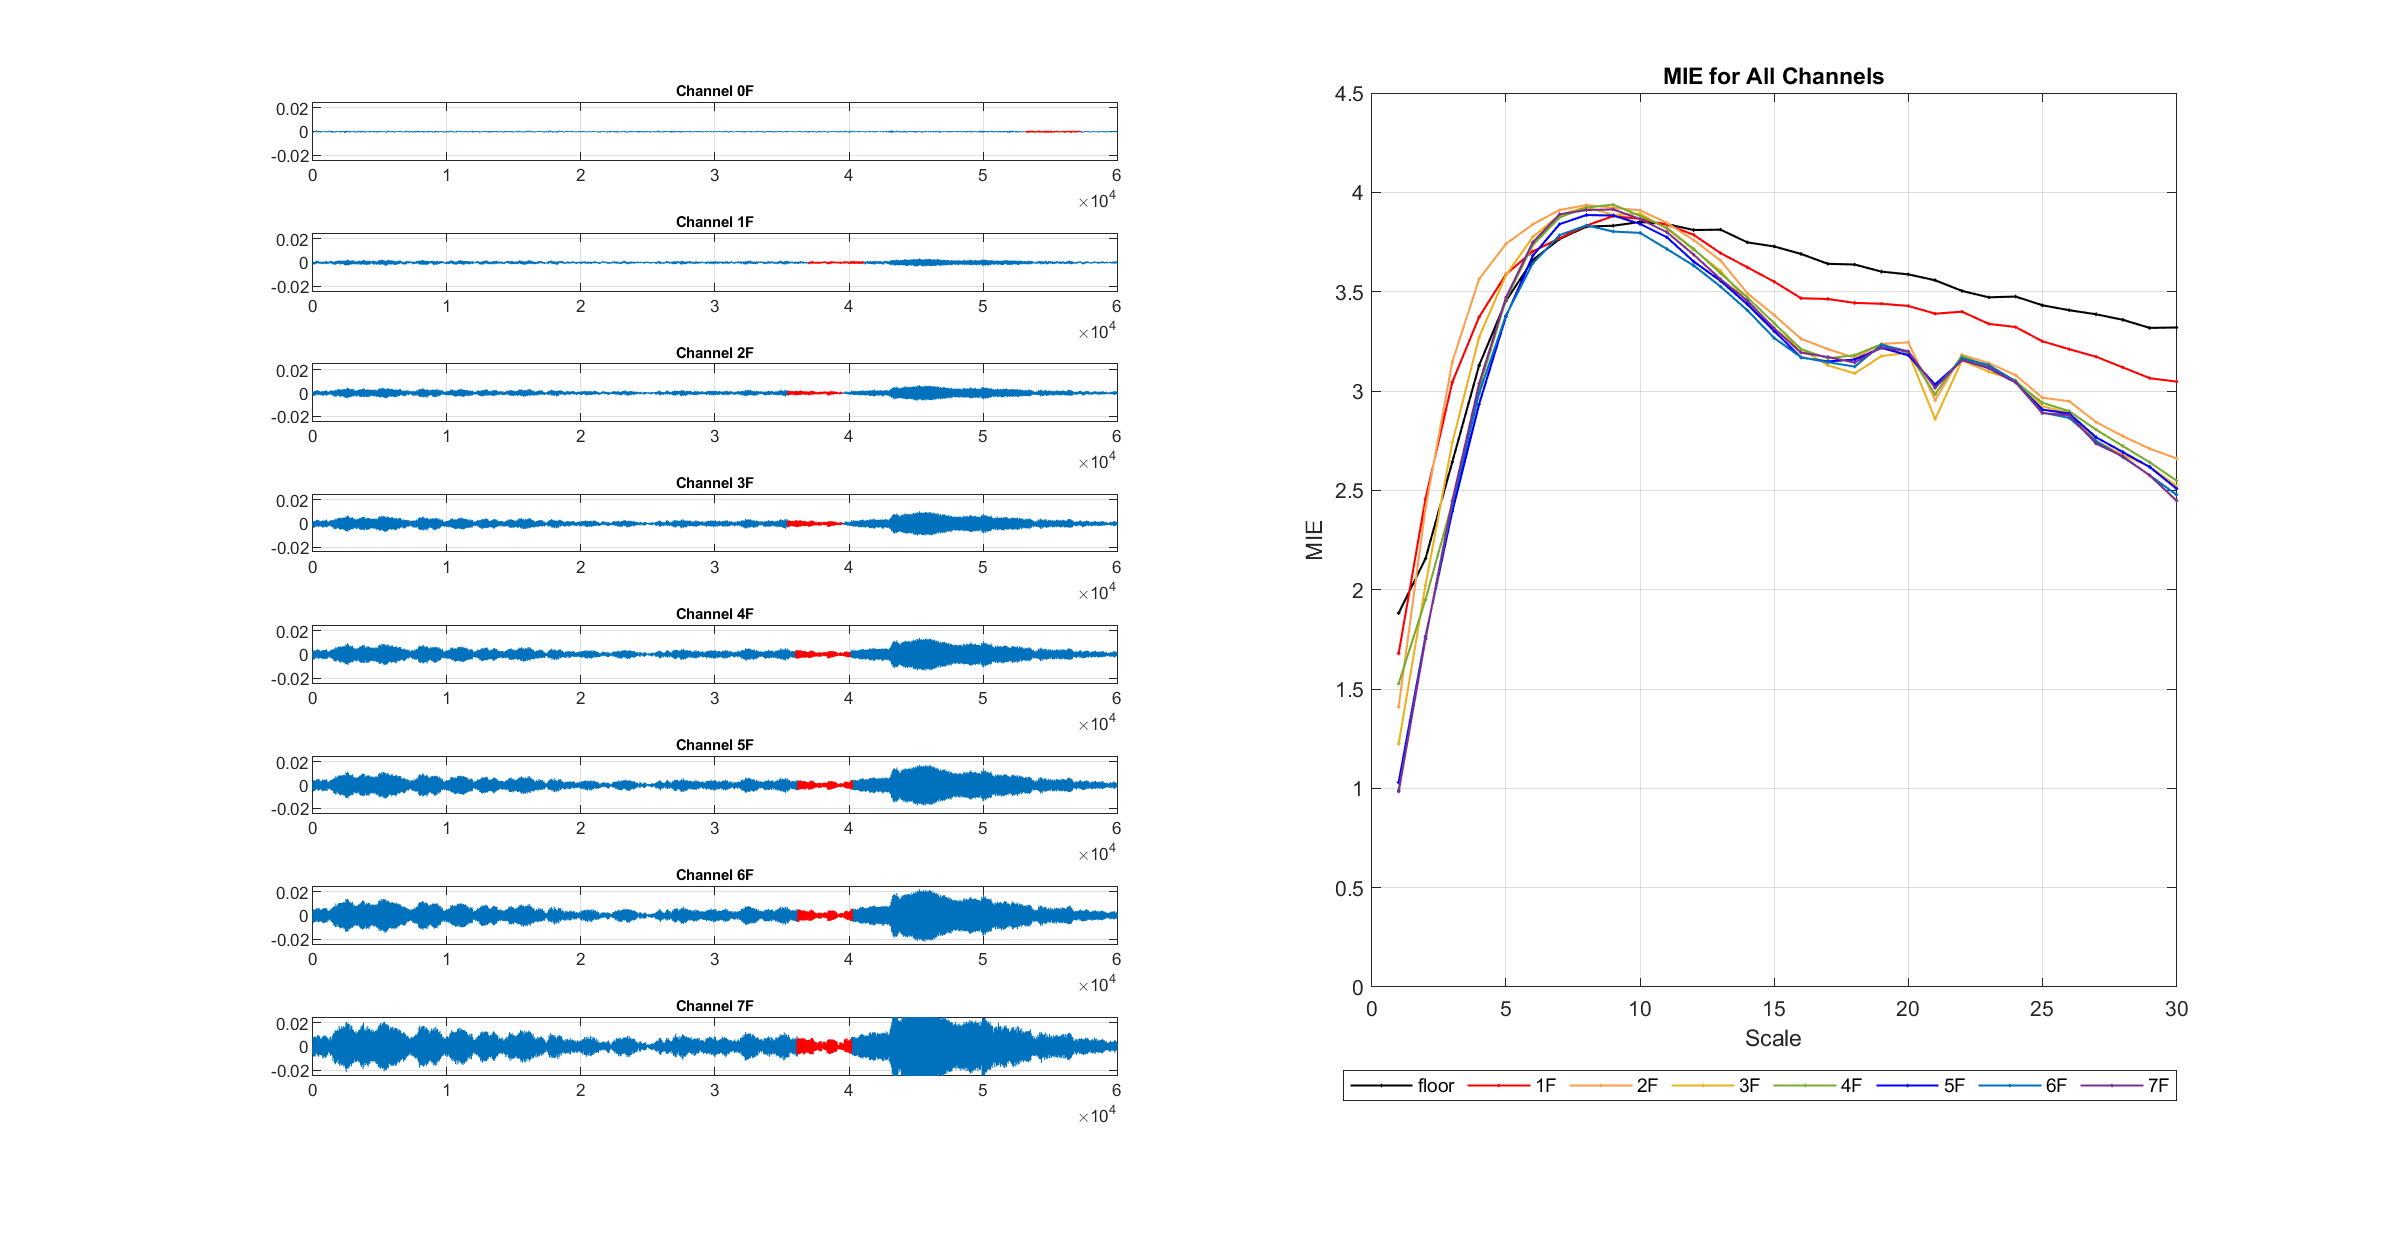 Channel 0F
0.02
0
-0.02
0 1 2 3 4 5 6
×10^4
Channel 1F
0.02
0
-0.02
0 1 2 3 4 5 6
×10^4
Channel 2F
0.02
0
-0.02
0 1 2 3 4 5 6
×10^4
Channel 3F
0.02
0
-0.02
0 1 2 3 4 5 6
×10^4
Channel 4F
0.02
0
-0.02
0 1 2 3 4 5 6
×10^4
Channel 5F
0.02
0
-0.02
0 1 2 3 4 5 6
×10^4
Channel 6F
0.02
0
-0.02
0 1 2 3 4 5 6
×10^4
Channel 7F
0.02
0
-0.02
0 1 2 3 4 5 6
×10^4
MIE for All Channels
4.5
4
3.5
3
2.5
2
1.5
1
0.5
0
MIE
0 5 10 15 20 25 30
Scale
floor 1F 2F 3F 4F 5F 6F 7F